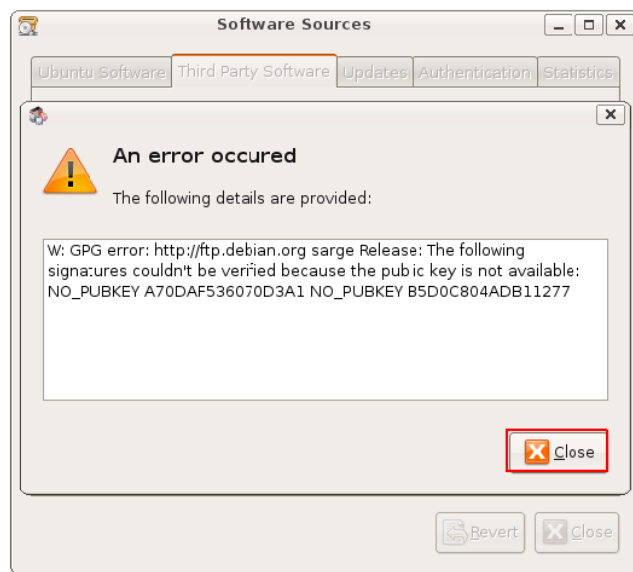 Software Sources
Ubuntu Software Third Party Software Updates Authentication Statistics
An error occured
The following details are provided:
W: GPG error: http://ftp.debian.org sarge Release: The following
signatures couldn't be verified because the pub ic key is not available:
NO_PUBKEY A70DAF536070D3A1 NO_PUBKEY B5D0C804ADB11277
Close
Revert Close